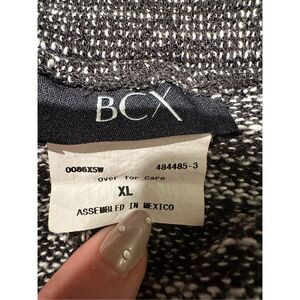 BCX
0086X5W 484485-3
Over for Care
XL
ASSEMBLED IN MEXICO